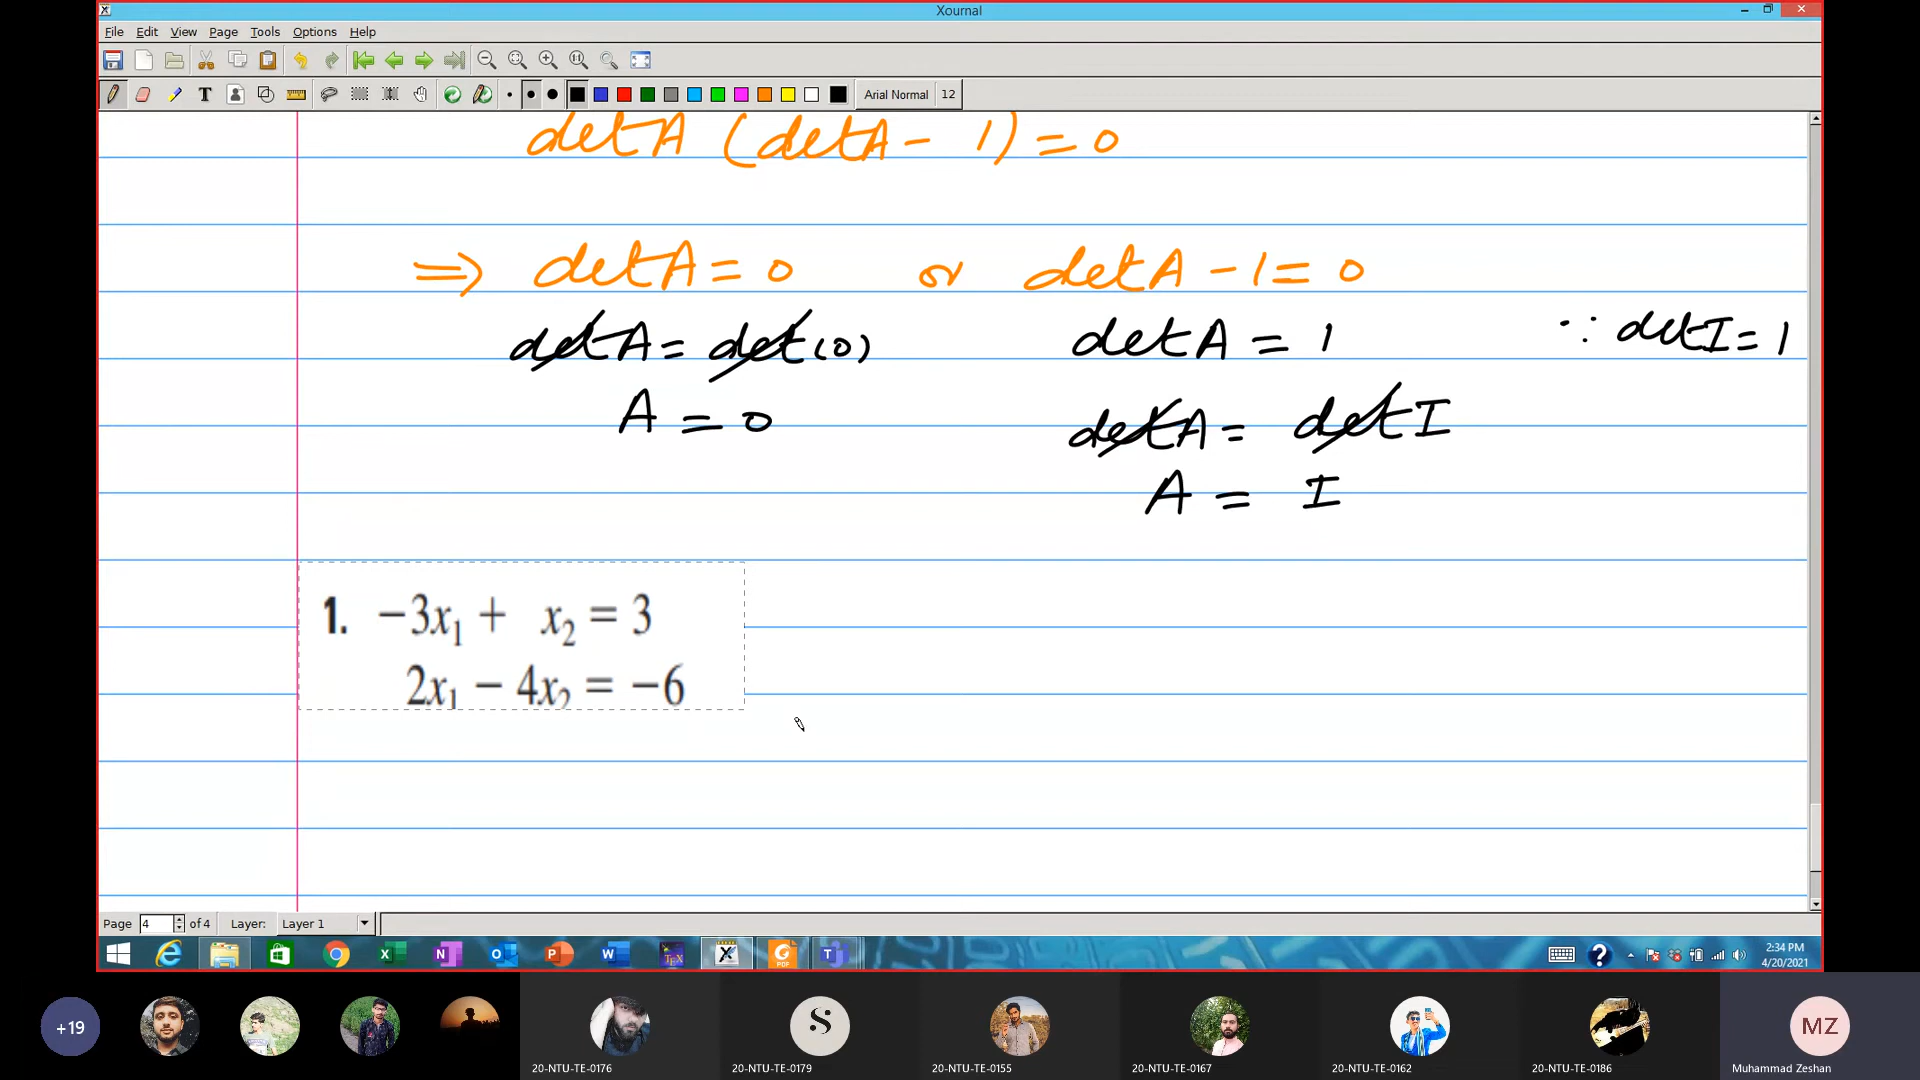 Xournal
File Edit View Page Tools Options Help
Arial Normal 12
detA (detA - 1) = 0
⇒ detA = 0 or detA - 1 = 0
detA = det(0) detA = 1 ∵ detI = 1
A = 0 detA = detI
A = I
1. −3x₁ + x₂ = 3
2x₁ − 4x₂ = −6
Page 4 of 4 Layer: Layer 1
2:34 PM
4/20/2021
+19 S MZ
20-NTU-TE-0176 20-NTU-TE-0179 20-NTU-TE-0155 20-NTU-TE-0167 20-NTU-TE-0162 20-NTU-TE-0186 Muhammad Zeshan